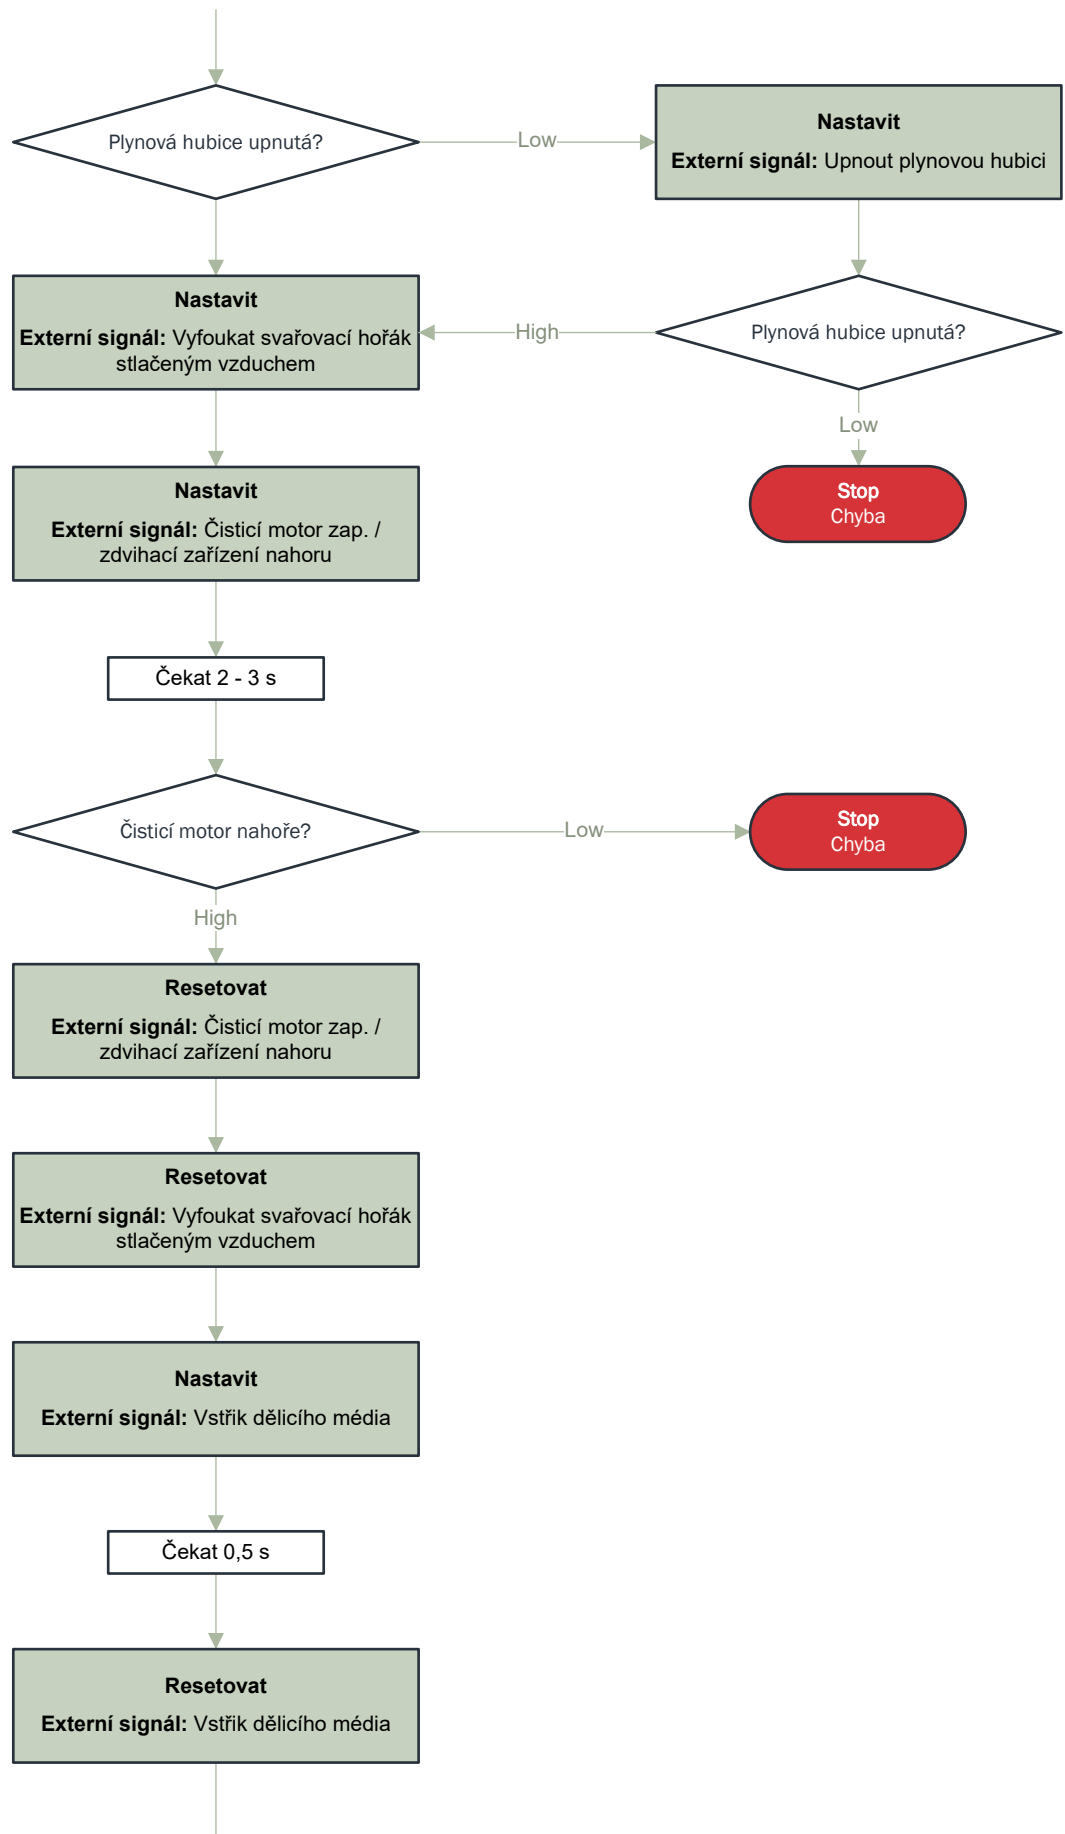 Plynová hubice upnutá?
Low
Nastavit
Externí signál: Upnout plynovou hubici
Nastavit
Externí signál: Vyfoukat svařovací hořák
stlačeným vzduchem
High
Plynová hubice upnutá?
Low
Stop
Chyba
Nastavit
Externí signál: Čisticí motor zap. /
zdvihací zařízení nahoru
Čekat 2 - 3 s
Čisticí motor nahoře?
Low
Stop
Chyba
High
Resetovat
Externí signál: Čisticí motor zap. /
zdvihací zařízení nahoru
Resetovat
Externí signál: Vyfoukat svařovací hořák
stlačeným vzduchem
Nastavit
Externí signál: Vstřik dělicího média
Čekat 0,5 s
Resetovat
Externí signál: Vstřik dělicího média